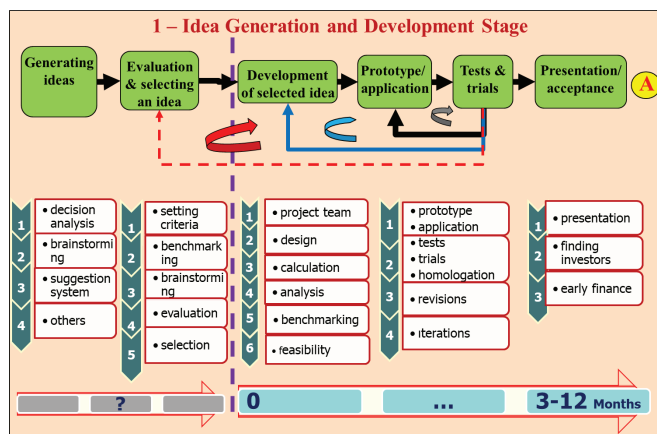 1 – Idea Generation and Development Stage
Generating
ideas
Evaluation
& selecting
an idea
Development
of selected idea
Prototype/
application
Tests &
trials
Presentation/
acceptance
A
1
• decision
analysis
2
• brainstormi
ng
3
• suggestion
system
4
• others
1
• setting
criteria
2
• benchmark
ing
3
• brainstormi
ng
4
• evaluation
5
• selection
1
• project team
2
• design
3
• calculation
4
• analysis
5
• benchmarking
6
• feasibility
1
• prototype
• application
2
• tests
• trials
• homologation
3
• revisions
4
• ıterations
1
• presentation
2
• finding
investors
3
• early finance
?
0
...
3-12 Months